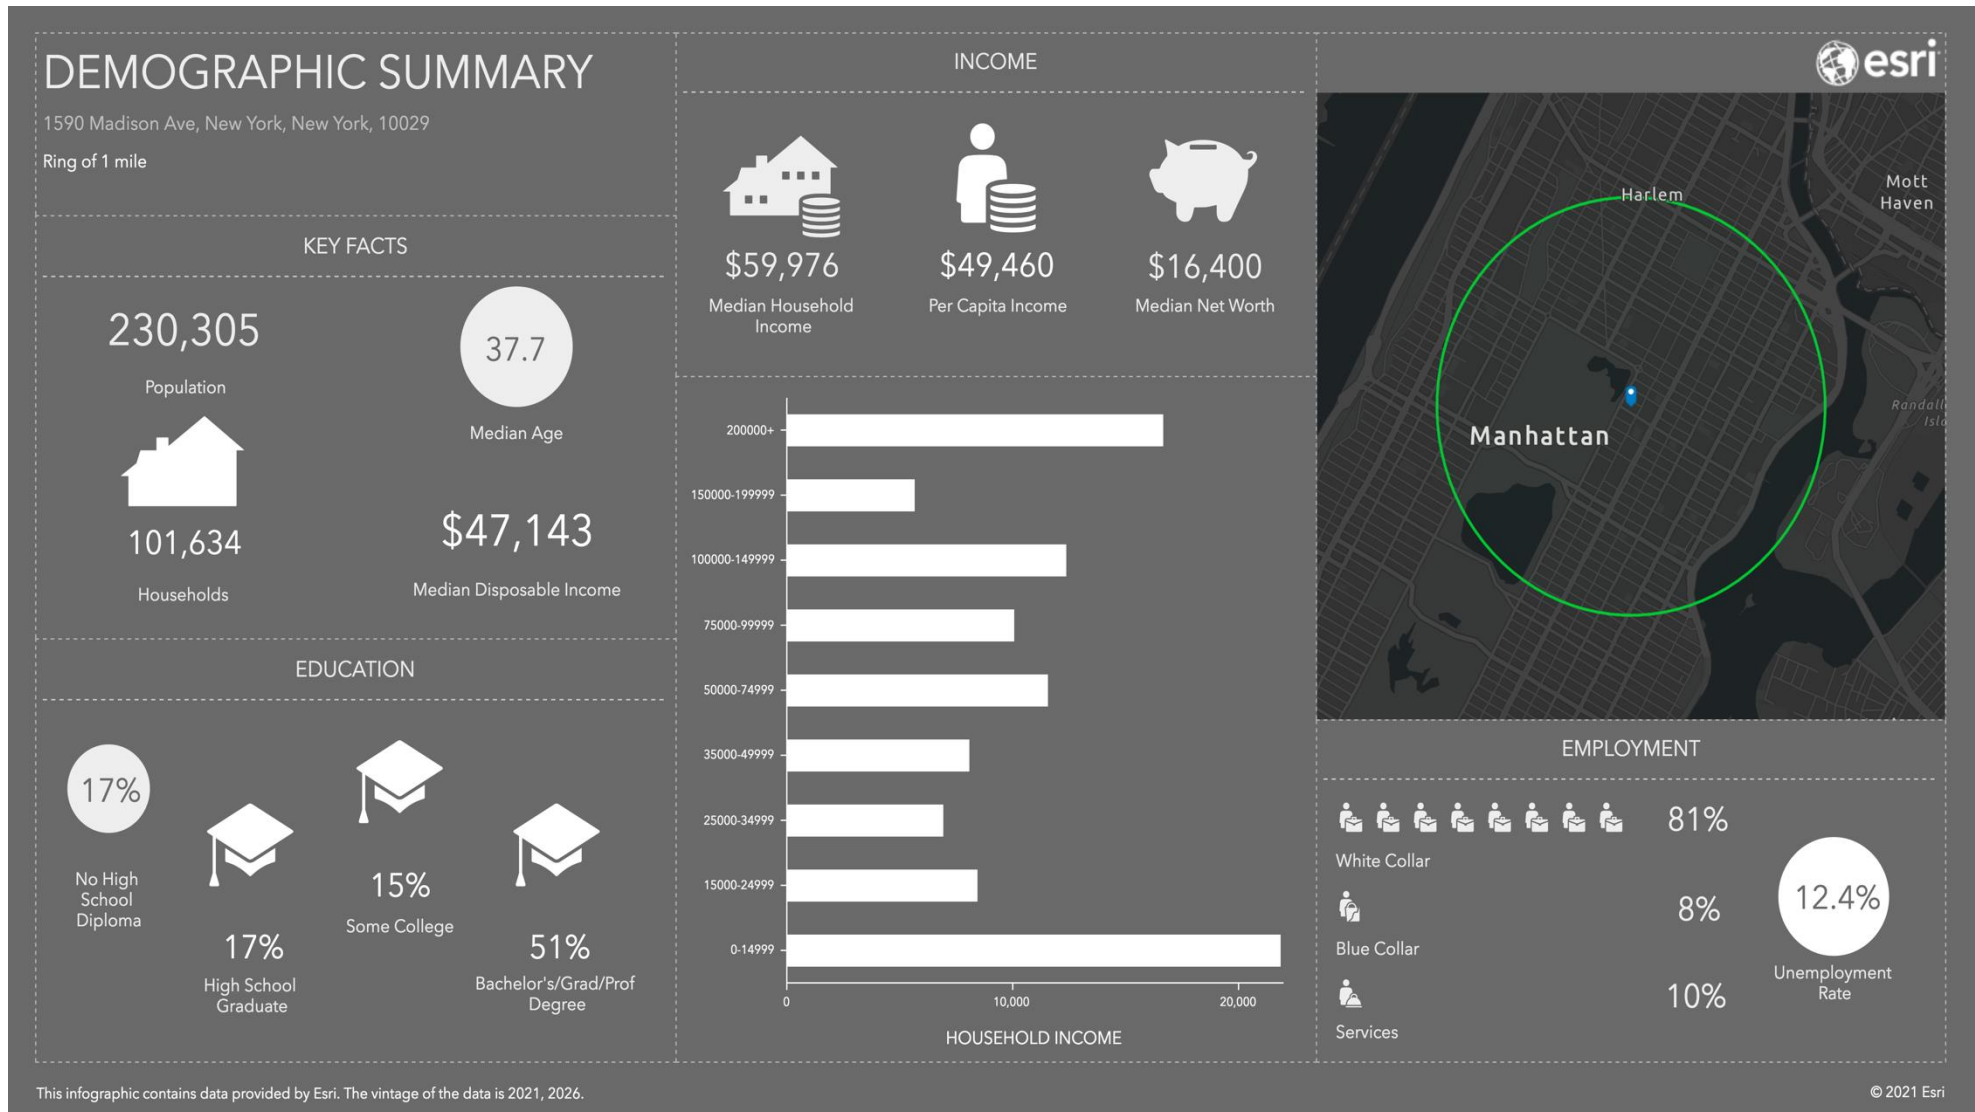 DEMOGRAPHIC SUMMARY
1590 Madison Ave, New York, New York, 10029
Ring of 1 mile
KEY FACTS
230,305
Population
37.7
Median Age
101,634
Households
$47,143
Median Disposable Income
EDUCATION
17%
No High
School
Diploma
17%
High School
Graduate
15%
Some College
51%
Bachelor's/Grad/Prof
Degree
INCOME
$59,976
Median Household
Income
$49,460
Per Capita Income
$16,400
Median Net Worth
200000+
150000-199999
100000-149999
75000-99999
50000-74999
35000-49999
25000-34999
15000-24999
0-14999
0
10,000
20,000
HOUSEHOLD INCOME
esri
Harlem
Mott
Haven
Manhattan
Randall
Isla
EMPLOYMENT
81%
White Collar
8%
Blue Collar
10%
Services
12.4%
Unemployment
Rate
This infographic contains data provided by Esri. The vintage of the data is 2021, 2026.
© 2021 Esri